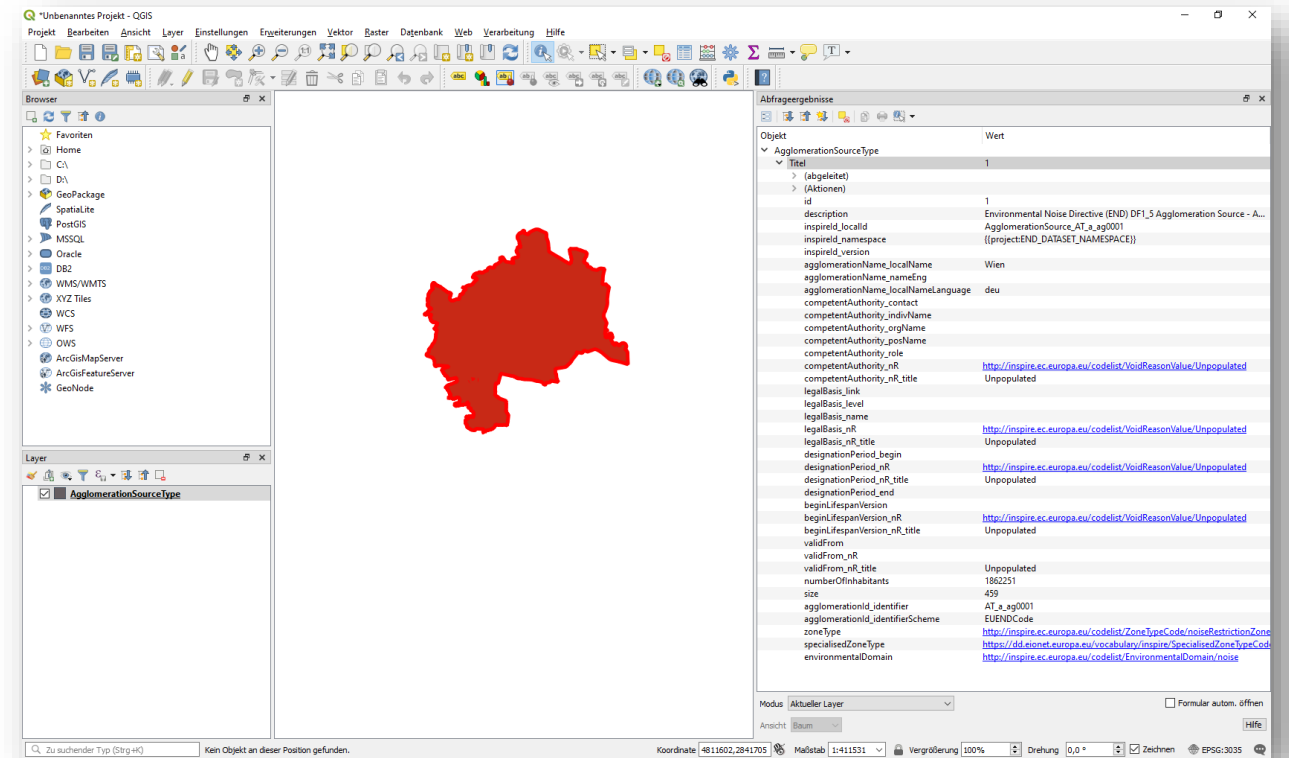 *Unbenanntes Projekt - QGIS
Projekt Bearbeiten Ansicht Layer Einstellungen Erweiterungen Vektor Raster Datenbank Web Verarbeitung Hilfe
Browser
Favoriten
Home
C:\
D:\
GeoPackage
SpatiaLite
PostGIS
MSSQL
Oracle
DB2
WMS/WMTS
XYZ Tiles
WCS
WFS
OWS
ArcGisMapServer
ArcGisFeatureServer
GeoNode
Layer
AgglomerationSourceType
Abfrageergebnisse
Objekt Wert
AgglomerationSourceType
Titel 1
(abgeleitet)
(Aktionen)
id 1
description Environmental Noise Directive (END) DF1_5 Agglomeration Source - A...
inspireId_localId AgglomerationSource_AT_a_ag0001
inspireId_namespace {{project:END_DATASET_NAMESPACE}}
inspireId_version
agglomerationName_localName Wien
agglomerationName_nameEng
agglomerationName_localNameLanguage deu
competentAuthority_contact
competentAuthority_indivName
competentAuthority_orgName
competentAuthority_posName
competentAuthority_role
competentAuthority_nR http://inspire.ec.europa.eu/codelist/VoidReasonValue/Unpopulated
competentAuthority_nR_title Unpopulated
legalBasis_link
legalBasis_level
legalBasis_name
legalBasis_nR http://inspire.ec.europa.eu/codelist/VoidReasonValue/Unpopulated
legalBasis_nR_title Unpopulated
designationPeriod_begin
designationPeriod_nR http://inspire.ec.europa.eu/codelist/VoidReasonValue/Unpopulated
designationPeriod_nR_title Unpopulated
designationPeriod_end
beginLifespanVersion
beginLifespanVersion_nR http://inspire.ec.europa.eu/codelist/VoidReasonValue/Unpopulated
beginLifespanVersion_nR_title Unpopulated
validFrom
validFrom_nR
validFrom_nR_title Unpopulated
numberOfInhabitants 1862251
size 459
agglomerationId_identifier AT_a_ag0001
agglomerationId_identifierScheme EUENDCode
zoneType http://inspire.ec.europa.eu/codelist/ZoneTypeCode/noiseRestrictionZone
specialisedZoneType https://dd.eionet.europa.eu/vocabulary/inspire/SpecialisedZoneTypeCode
environmentalDomain http://inspire.ec.europa.eu/codelist/EnvironmentalDomain/noise
Modus Aktueller Layer Formular autom. öffnen
Ansicht Baum Hilfe
Zu suchender Typ (Strg+K) Kein Objekt an dieser Position gefunden. Koordinate 4811602,2841705 Maßstab 1:411531 Vergrößerung 100% Drehung 0,0 ° Zeichnen EPSG:3035